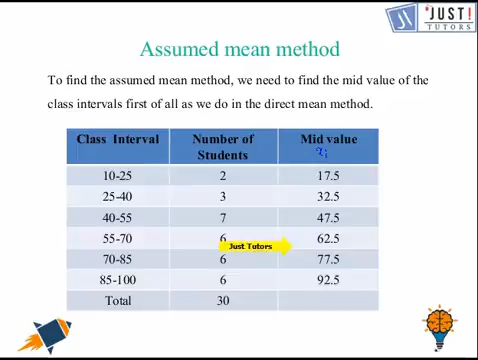 JUST!
TUTORS
Assumed mean method
To find the assumed mean method, we need to find the mid value of the
class intervals first of all as we do in the direct mean method.
Class Interval Number of Students Mid value xi
10-25 2 17.5
25-40 3 32.5
40-55 7 47.5
55-70 6 62.5
Just Tutors
70-85 6 77.5
85-100 6 92.5
Total 30